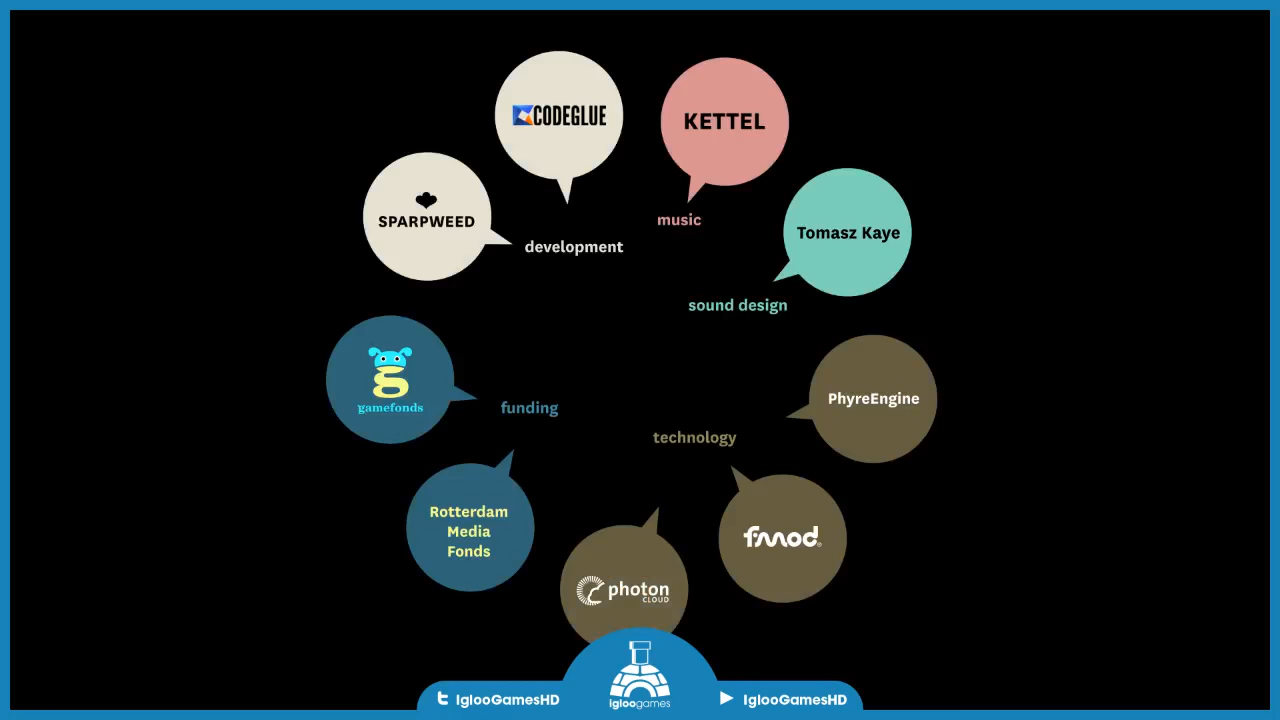 CODEGLUE
KETTEL
SPARPWEED
music
Tomasz Kaye
development
sound design
gamefonds
funding
PhyreEngine
technology
Rotterdam
Media
Fonds
fmod®
photon
CLOUD
IglooGamesHD
Igloogames
IglooGamesHD